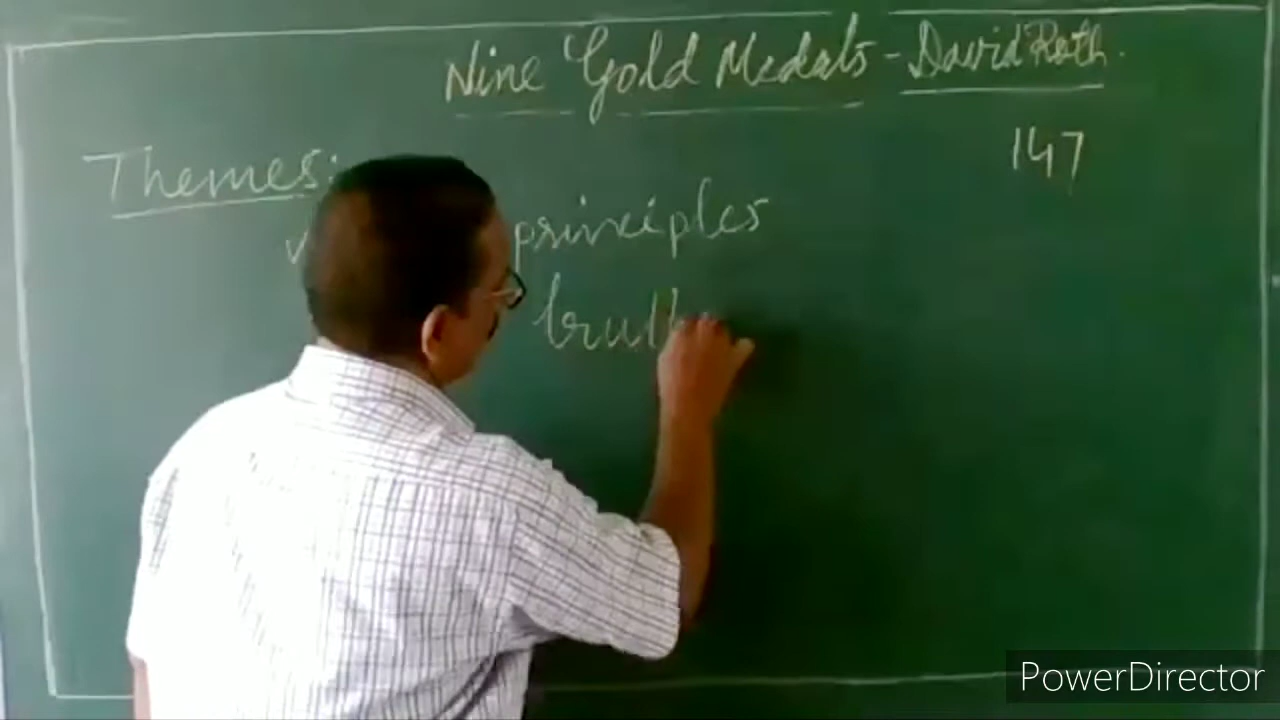 Nine Gold Medals - David Roth.
147
Themes:
principles
truth
PowerDirector